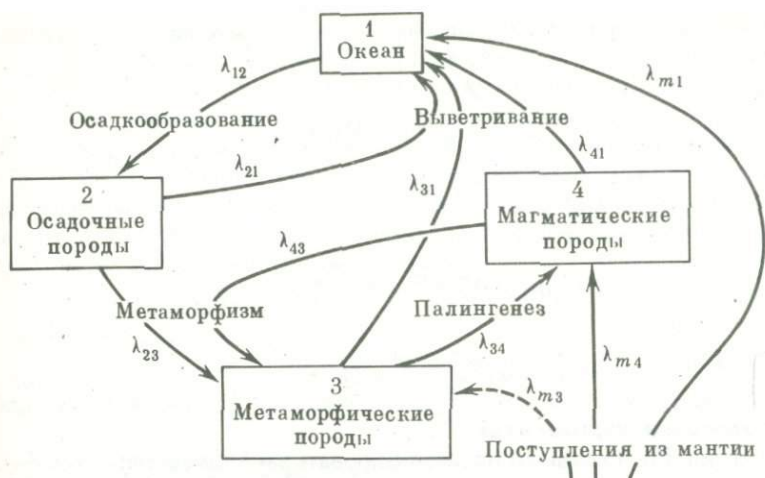 1
Океан
λ12
λm1
Осадкообразование
Выветривание
λ21
λ41
λ31
2
Осадочные
породы
4
Магматические
породы
λ43
Метаморфизм
Палингенез
λ23
λ34
λm4
3
Метаморфические
породы
λm3
Поступления из мантии